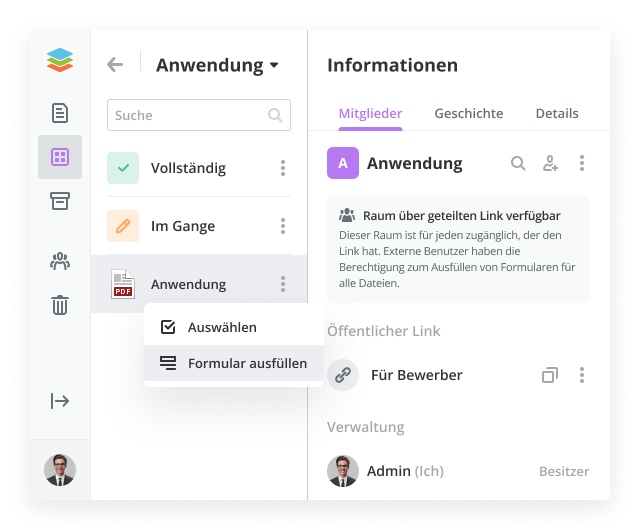 Anwendung
Suche
Vollständig
Im Gange
Anwendung
PDF
Auswählen
Formular ausfüllen
Informationen
Mitglieder Geschichte Details
A Anwendung
Raum über geteilten Link verfügbar
Dieser Raum ist für jeden zugänglich, der den
Link hat. Externe Benutzer haben die
Berechtigung zum Ausfüllen von Formularen für
alle Dateien.
Öffentlicher Link
Für Bewerber
Verwaltung
Admin (Ich) Besitzer